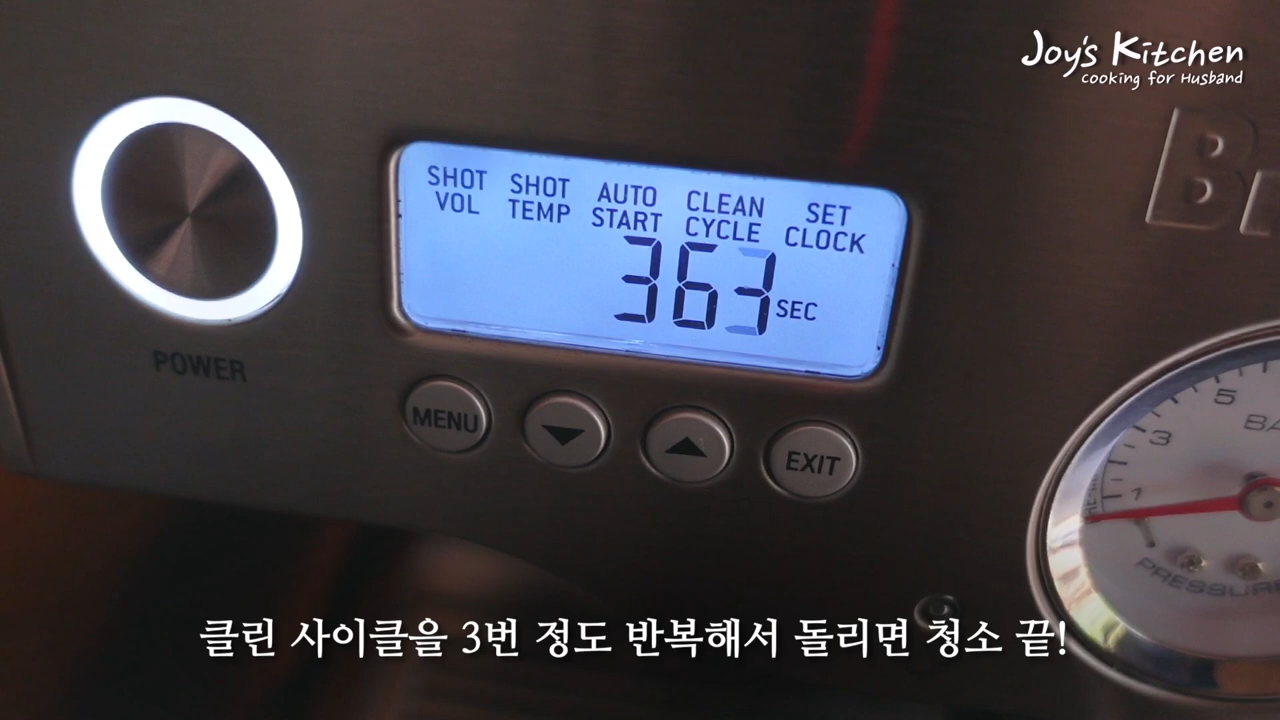 Joy's Kitchen
cooking for Husband
SHOT VOL
SHOT TEMP
AUTO START
CLEAN CYCLE
SET CLOCK
SEC
POWER
MENU
EXIT
5
3
1
클린 사이클을 3번 정도 반복해서 돌리면 청소 끝!